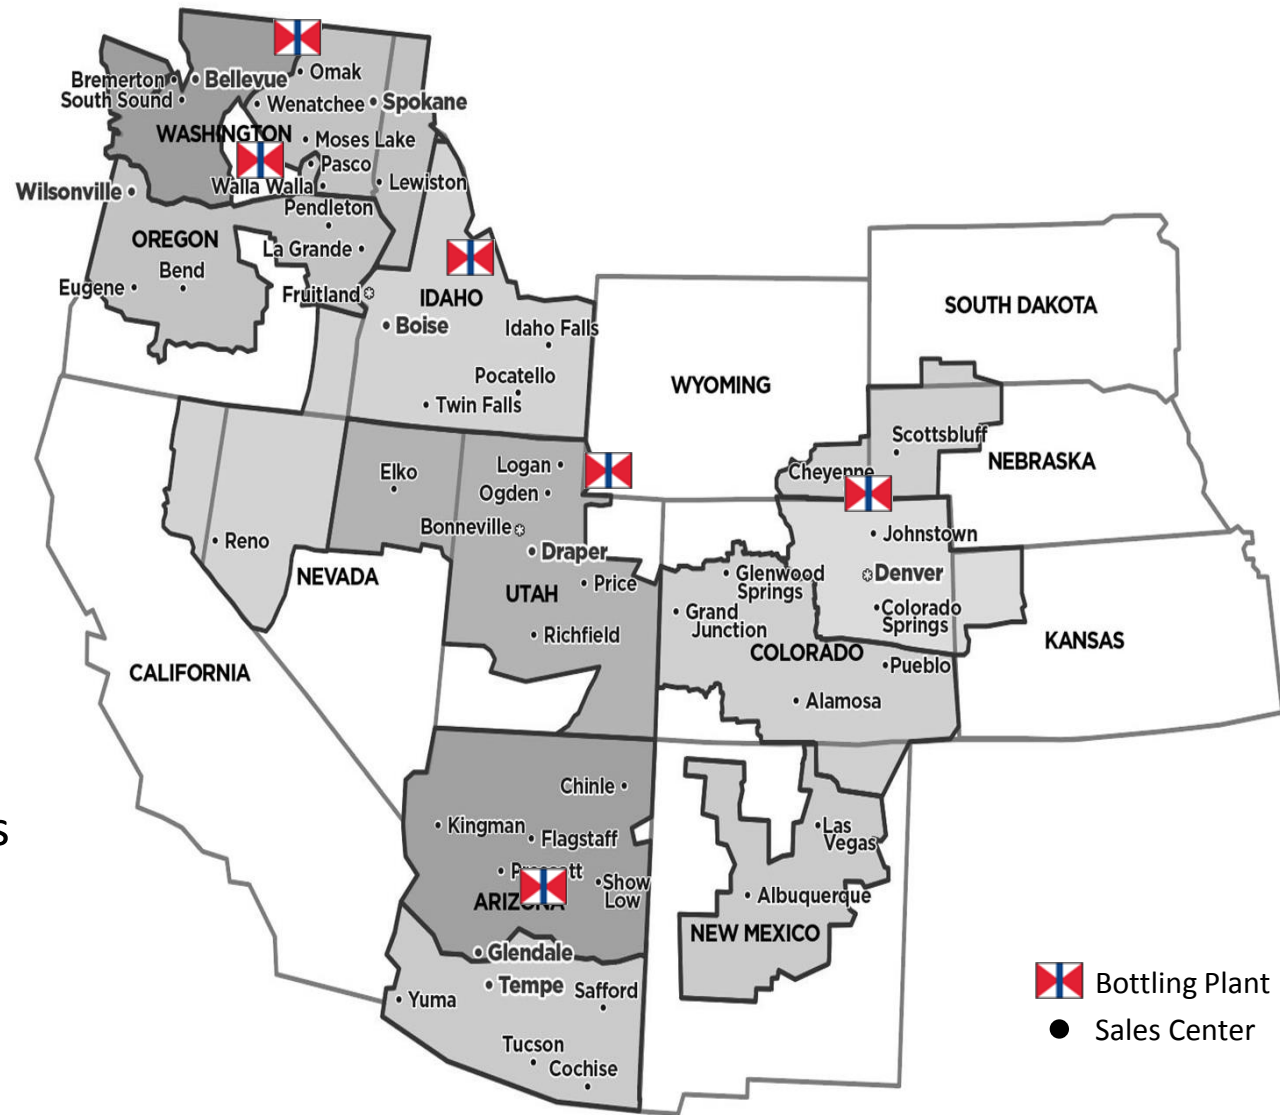 Omak
Bremerton
Bellevue
South Sound
Wenatchee
Spokane
WASHINGTON
Moses Lake
Pasco
Walla Walla
Lewiston
Wilsonville
Pendleton
OREGON
La Grande
Bend
Eugene
Fruitland
IDAHO
Boise
Idaho Falls
Pocatello
Twin Falls
SOUTH DAKOTA
WYOMING
Scottsbluff
NEBRASKA
Cheyenne
Elko
Logan
Ogden
Bonneville
Draper
Reno
NEVADA
UTAH
Price
Richfield
Johnstown
Glenwood
Springs
Denver
Grand
Junction
Colorado
Springs
COLORADO
Pueblo
KANSAS
Alamosa
CALIFORNIA
Chinle
s
Kingman
Flagstaff
Prescott
Show
Low
ARIZONA
Las
Vegas
Albuquerque
NEW MEXICO
Glendale
Tempe
Yuma
Safford
Tucson
Cochise
Bottling Plant
Sales Center